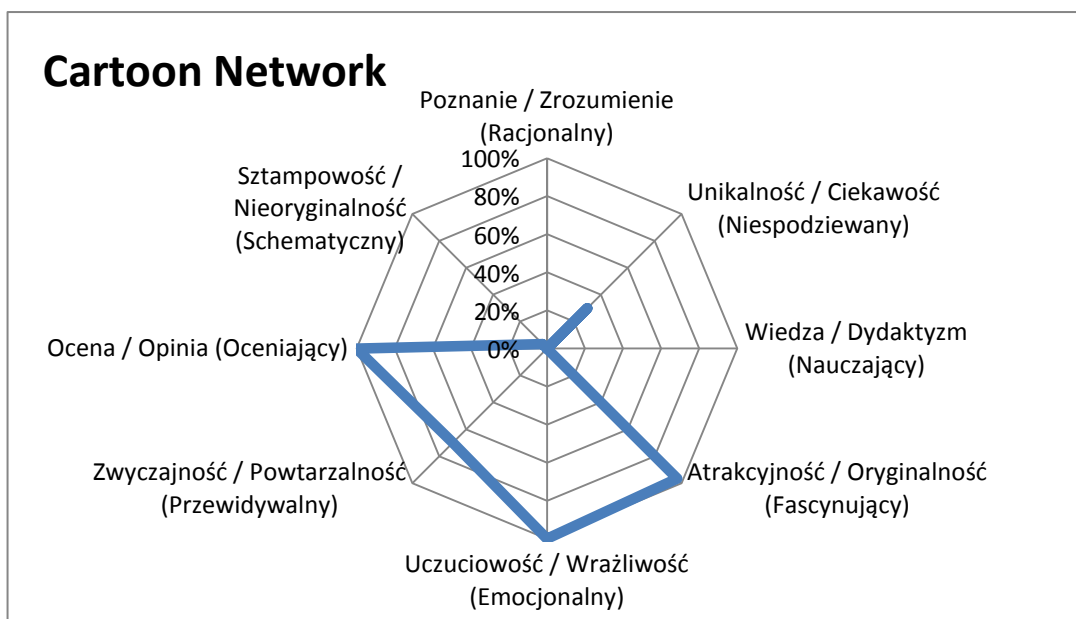 Cartoon Network
Poznanie / Zrozumienie
(Racjonalny)
100%
80%
60%
40%
20%
0%
Unikalność / Ciekawość
(Niespodziewany)
Wiedza / Dydaktyzm
(Nauczający)
Atrakcyjność / Oryginalność
(Fascynujący)
Uczuciowość / Wrażliwość
(Emocjonalny)
Zwyczajność / Powtarzalność
(Przewidywalny)
Ocena / Opinia (Oceniający)
Sztampowość /
Nieoryginalność
(Schematyczny)